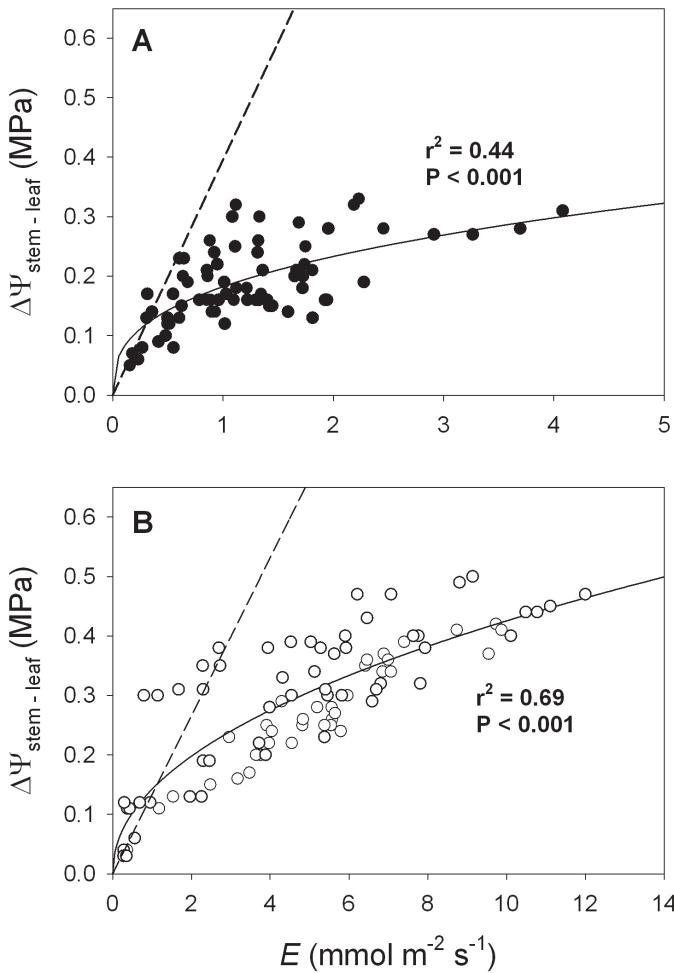 A
0.6
0.5
0.4
0.3
0.2
0.1
0.0
ΔΨstem - leaf (MPa)
r² = 0.44
P < 0.001
0 1 2 3 4 5
B
0.6
0.5
0.4
0.3
0.2
0.1
0.0
ΔΨstem - leaf (MPa)
r² = 0.69
P < 0.001
0 2 4 6 8 10 12 14
E (mmol m⁻² s⁻¹)